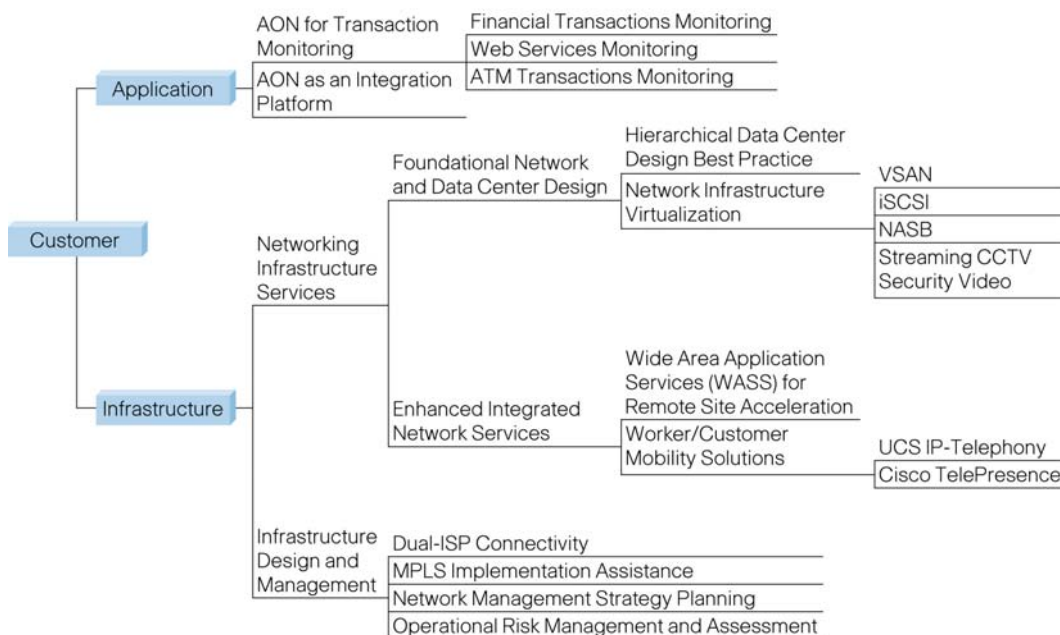 AON for Transaction
Monitoring
Financial Transactions Monitoring
Web Services Monitoring
ATM Transactions Monitoring
Application
AON as an Integration
Platform
Hierarchical Data Center
Design Best Practice
Foundational Network
and Data Center Design
Network Infrastructure
Virtualization
VSAN
iSCSI
NASB
Streaming CCTV
Security Video
Customer
Networking
Infrastructure
Services
Wide Area Application
Services (WASS) for
Remote Site Acceleration
Infrastructure
Enhanced Integrated
Network Services
Worker/Customer
Mobility Solutions
UCS IP-Telephony
Cisco TelePresence
Infrastructure
Design and
Management
Dual-ISP Connectivity
MPLS Implementation Assistance
Network Management Strategy Planning
Operational Risk Management and Assessment